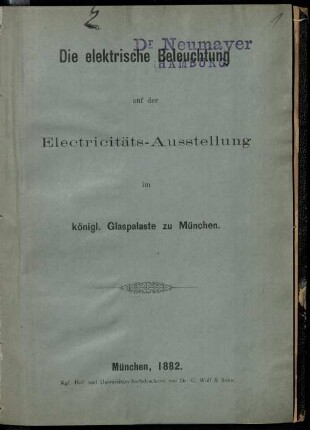 2
1
Dr Neumayer
HAMBURG
Die elektrische Beleuchtung
auf der
Electricitäts-Ausstellung
im
königl. Glaspalaste zu München.
München, 1882.
Kgl. Hof- und Universitäts-Buchdruckerei von Dr. C. Wolf & Sohn.